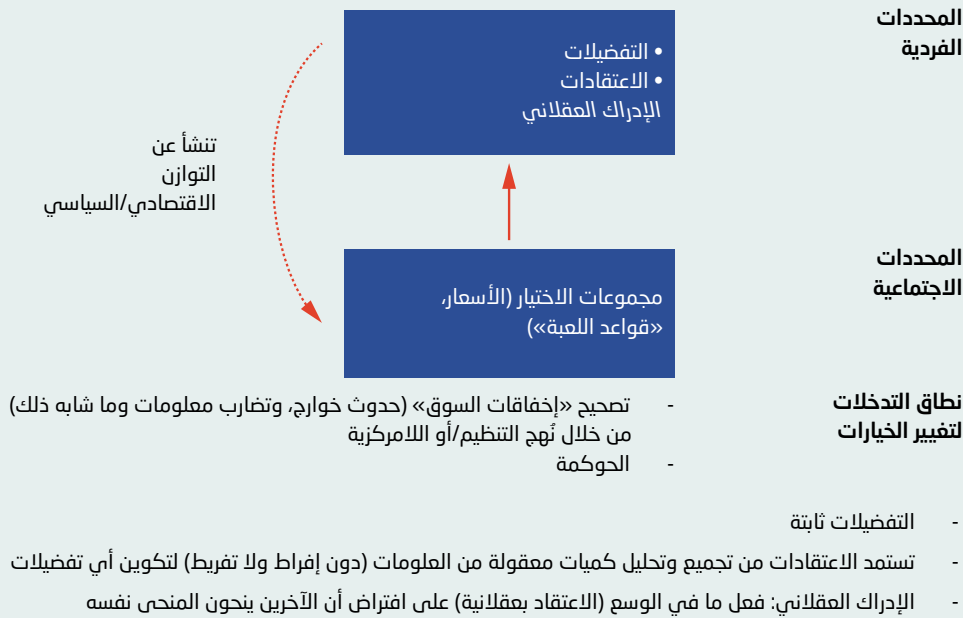 المحددات
الفردية
• التفضيلات
• الاعتقادات
الإدراك العقلاني
تنشأ عن
التوازن
الاقتصادي/السياسي
المحددات
الاجتماعية
مجموعات الاختيار (الأسعار،
«قواعد اللعبة»)
نطاق التدخلات
لتغيير الخيارات
- تصحيح «إخفاقات السوق» (حدوث خوارج، وتضارب معلومات وما شابه ذلك)
من خلال نُهج التنظيم/أو اللامركزية
- الحوكمة
- التفضيلات ثابتة
- تستمد الاعتقادات من تجميع وتحليل كميات معقولة من العلومات (دون إفراط ولا تفريط) لتكوين أي تفضيلات
- الإدراك العقلاني: فعل ما في الوسع (الاعتقاد بعقلانية) على افتراض أن الآخرين ينحون المنحى نفسه